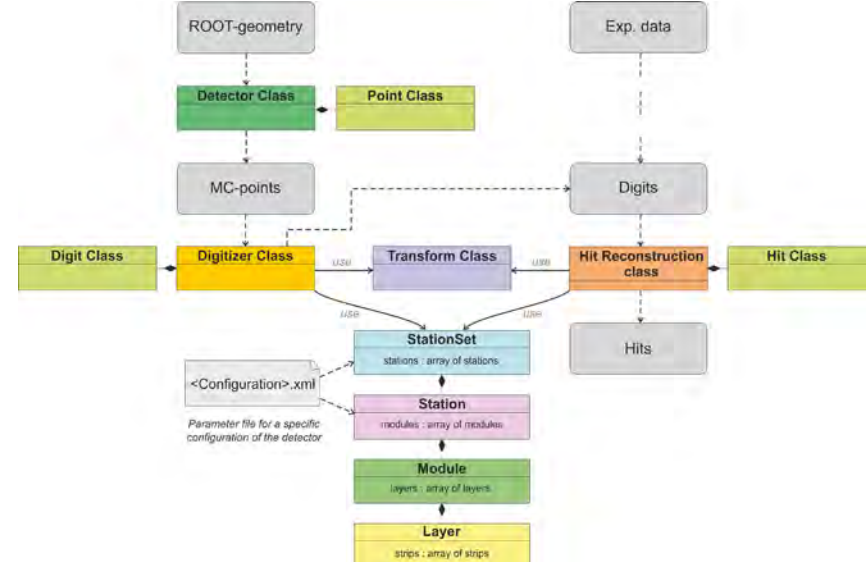 ROOT-geometry
Exp. data
Detector Class
Point Class
MC-points
Digits
Digit Class
Digitizer Class
use
Transform Class
use
Hit Reconstruction
class
Hit Class
use
use
StationSet
stations : array of stations
Hits
<Configuration>.xml
Station
modules : array of modules
Parameter file for a specific
configuration of the detector
Module
layers : array of layers
Layer
strips : array of strips